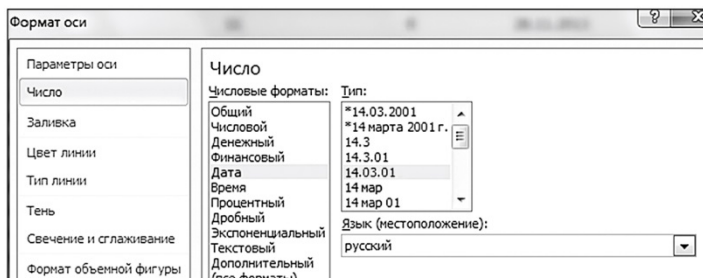 Формат оси
Параметры оси
Число
Заливка
Цвет линии
Тип линии
Тень
Свечение и сглаживание
Формат объемной фигуры
Число
Числовые форматы:
Общий
Числовой
Денежный
Финансовый
Дата
Время
Процентный
Дробный
Экспоненциальный
Текстовый
Дополнительный
(все форматы)
Тип:
*14.03.2001
*14 марта 2001 г.
14.3
14.3.01
14.03.01
14 мар
14 мар 01
Язык (местоположение):
русский